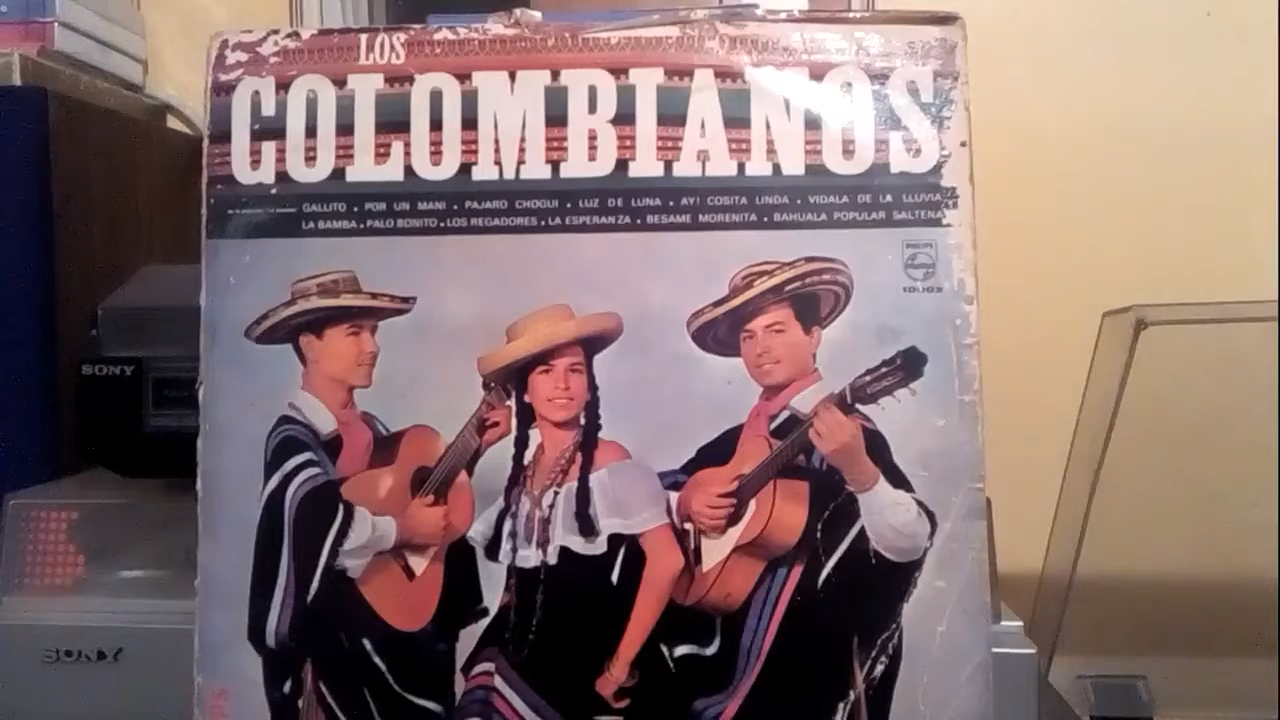 LOS
COLOMBIANOS
GALLITO . POR UN MANI . PAJARO CHOGUI . LUZ DE LUNA . AY! COSITA LINDA . VIDALA DE LA LLUVIA
LA BAMBA . PALO BONITO . LOS REGADORES . LA ESPERANZA . BESAME MORENITA . BAHUALA POPULAR SALTENA
PHILIPS
SONY
SONY